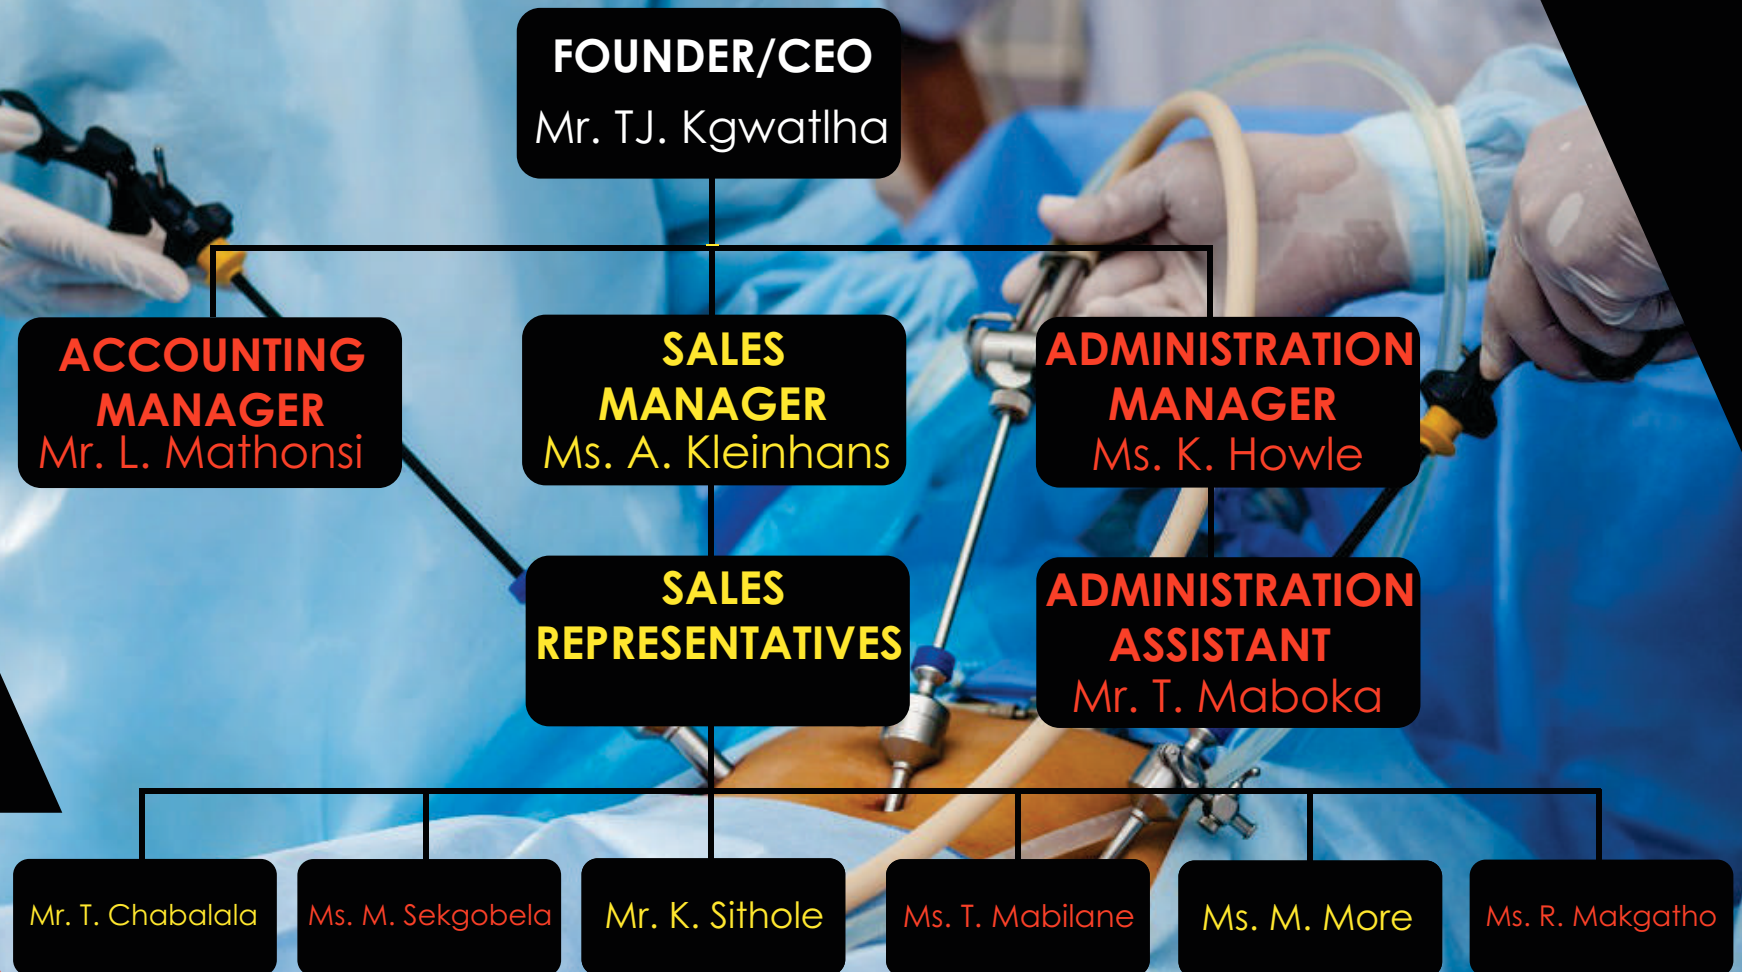 FOUNDER/CEO
Mr. TJ. Kgwatlha
ACCOUNTING
MANAGER
Mr. L. Mathonsi
SALES
MANAGER
Ms. A. Kleinhans
ADMINISTRATION
MANAGER
Ms. K. Howle
SALES
REPRESENTATIVES
ADMINISTRATION
ASSISTANT
Mr. T. Maboka
Mr. T. Chabalala
Ms. M. Sekgobela
Mr. K. Sithole
Ms. T. Mabilane
Ms. M. More
Ms. R. Makgatho